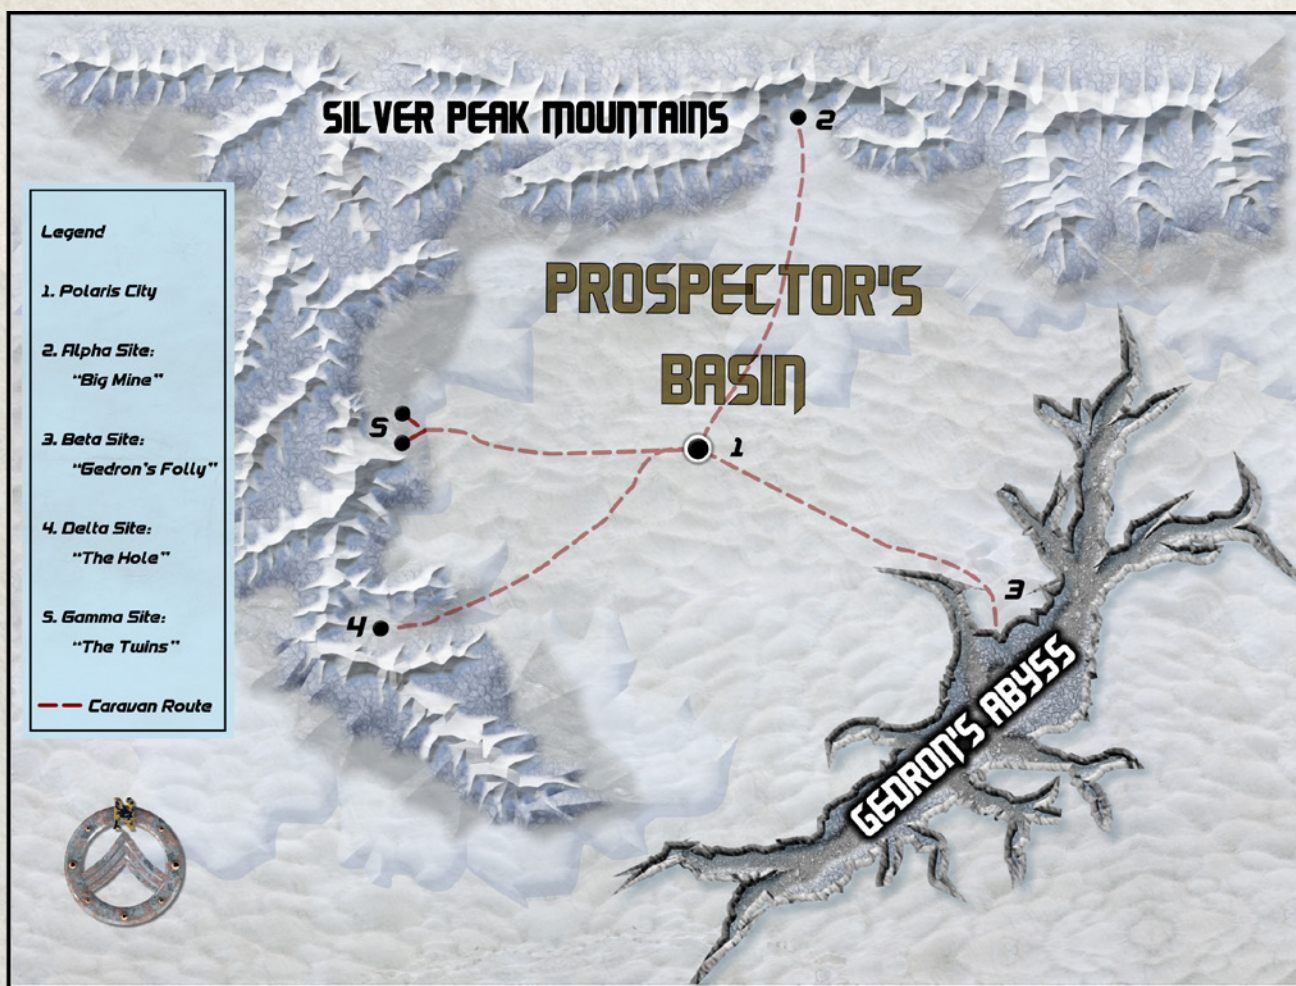 SILVER PEAK MOUNTAINS
2
PROSPECTOR'S
BASIN
Legend
1. Polaris City
2. Alpha Site:
"Big Mine"
3. Beta Site:
"Gedron's Folly"
4. Delta Site:
"The Hole"
5. Gamma Site:
"The Twins"
Caravan Route
5
1
3
4
GEDRON'S ABYSS
N